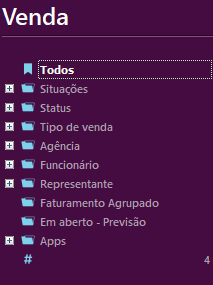 Venda
Todos
Situações
Status
Tipo de venda
Agência
Funcionário
Representante
Faturamento Agrupado
Em aberto - Previsão
Apps
# 4